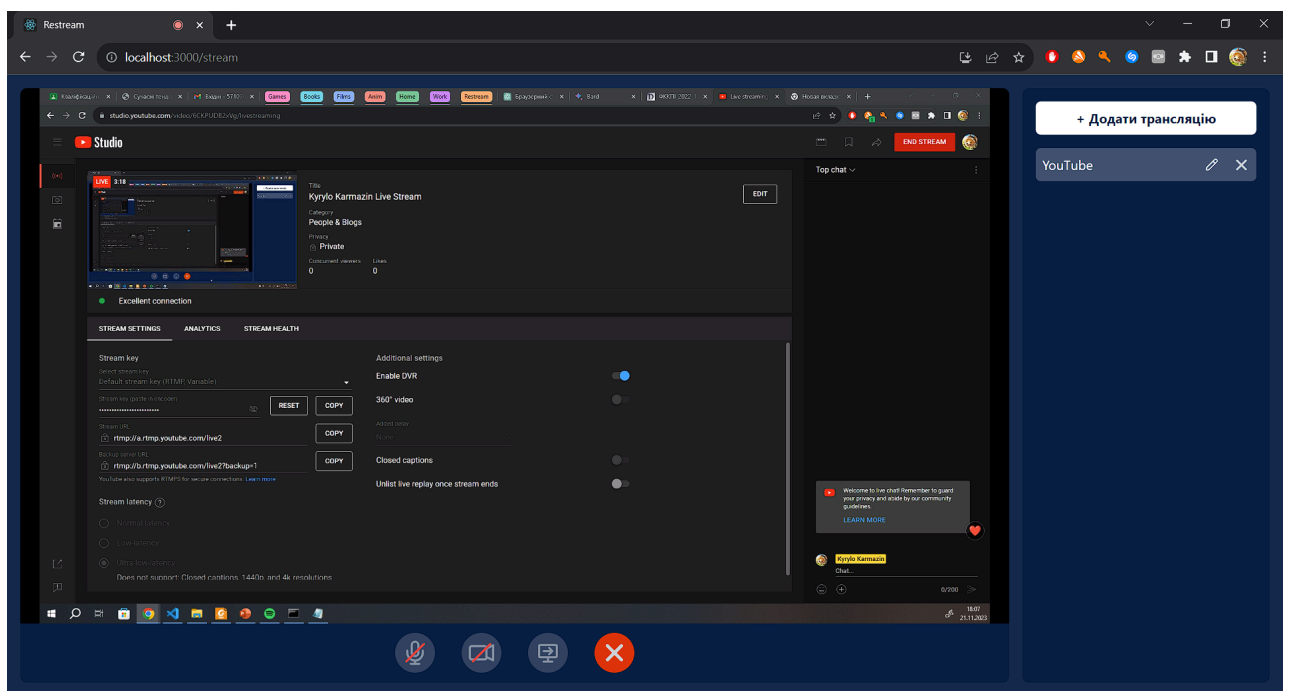 Restream
localhost:3000/stream
Games
Books
Films
Anim
Home
Work
Restream
Bard
studio.youtube.com/video/6CKPUDB2xVg/livestreaming
Studio
END STREAM
+ Додати трансляцію
YouTube
LIVE 3:18
Title
Kyrylo Karmazin Live Stream
EDIT
Category
People & Blogs
Privacy
Private
Concurrent viewers Likes
0 0
Excellent connection
Top chat
STREAM SETTINGS ANALYTICS STREAM HEALTH
Stream key
Select stream key
Default stream key (RTMP, Variable)
Stream key (paste in encoder)
RESET COPY
Stream URL
rtmp://a.rtmp.youtube.com/live2
COPY
Backup server URL
rtmp://b.rtmp.youtube.com/live2?backup=1
COPY
YouTube also supports RTMPS for secure connections. Learn more
Stream latency
Normal latency
Low-latency
Ultra low-latency
Does not support: Closed captions, 1440p, and 4k resolutions
Additional settings
Enable DVR
360° video
Added delay
None
Closed captions
Unlist live replay once stream ends
Welcome to live chat! Remember to guard
your privacy and abide by our community
guidelines.
LEARN MORE
Kyrylo Karmazin
Chat...
0/200
18:07
21.11.2023